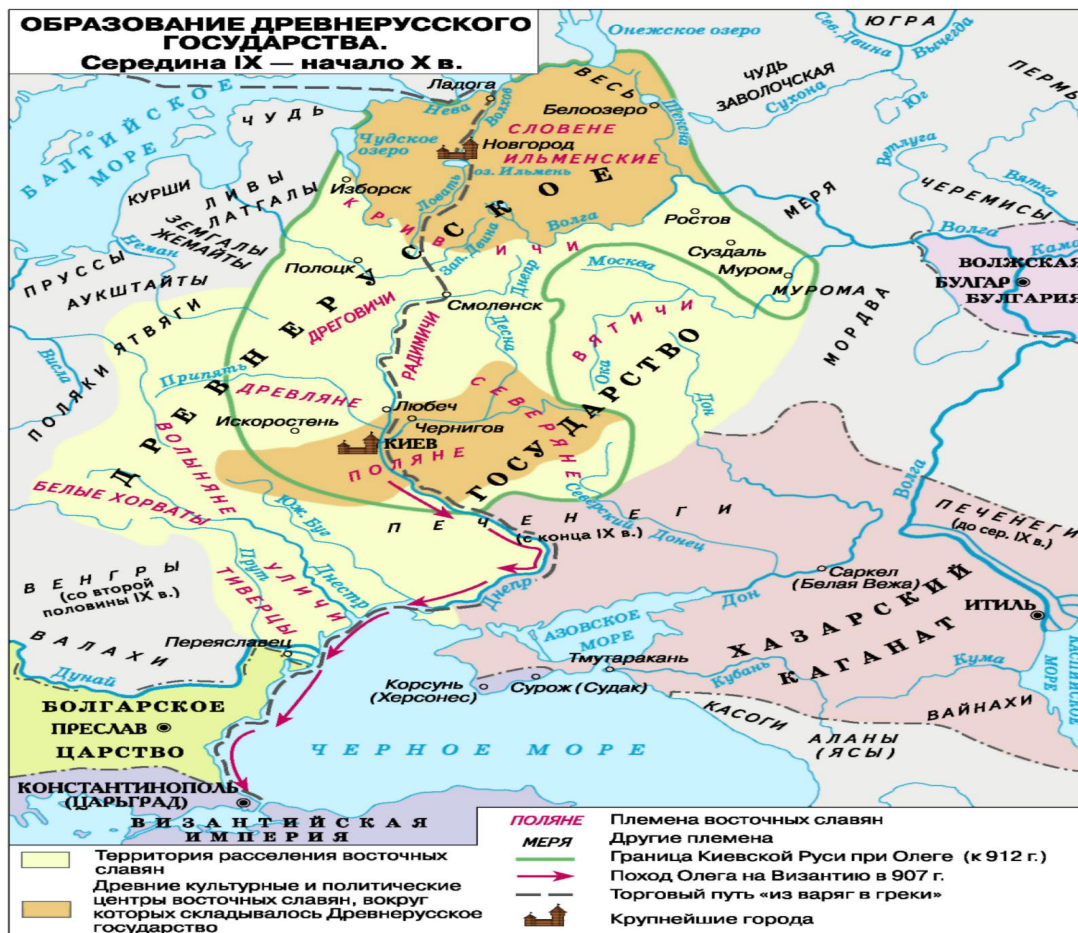 ОБРАЗОВАНИЕ ДРЕВНЕРУССКОГО
ГОСУДАРСТВА.
Середина IX — начало X в.
Онежское озеро
ЮГРА
Сев. Двина
Вычегда
ЧУДЬ
ЗАВОЛОЧСКАЯ
Сухона
Юг
ПЕРМЬ
БАЛТИЙСКОЕ
МОРЕ
ЧУДЬ
Ладога
Нева
Волхов
ВЕСЬ
Белоозеро
Шексна
СЛОВЕНЕ
ИЛЬМЕНСКИЕ
Чудское
озеро
Новгород
оз. Ильмень
Изборск
Ловать
Ветлуга
Вятка
ЧЕРЕМИСЫ
МЕРЯ
КУРШИ
ЛИВЫ
ЛАТГАЛЫ
ЗЕМГАЛЫ
ЖЕМАЙТЫ
Неман
ПРУССЫ
АУКШТАЙТЫ
ЯТВЯГИ
КРИВИЧИ
Волга
Ростов
Суздаль
Муром
МУРОМА
Волга
Кама
ВОЛЖСКАЯ
БУЛГАР
БУЛГАРИЯ
Полоцк
Зап. Двина
Днепр
Москва
Смоленск
МОРДВА
ДРЕГОВИЧИ
РАДИМИЧИ
Десна
ВЯТИЧИ
Ока
Дон
ДРЕВНЕРУССКОЕ
ГОСУДАРСТВО
Висла
ПОЛЯКИ
Припять
ДРЕВЛЯНЕ
Любеч
Чернигов
СЕВЕРЯНЕ
Искоростень
КИЕВ
ПОЛЯНЕ
ВОЛЫНЯНЕ
БЕЛЫЕ ХОРВАТЫ
Юж. Буг
ПЕЧЕНЕГИ
(с конца IX в.)
Северский
Донец
Волга
ПЕЧЕНЕГИ
(до сер. IX в.)
ВЕНГРЫ
(со второй
половины IX в.)
Прут
ТИВЕРЦЫ
УЛИЧИ
Днестр
Днепр
Саркел
(Белая Вежа)
Дон
ИТИЛЬ
ХАЗАРСКИЙ
КАГАНАТ
ВАЛАХИ
Переяславец
АЗОВСКОЕ
МОРЕ
Тмутаракань
Кубань
Кума
КАСПИЙСКОЕ
МОРЕ
Дунай
Корсунь
(Херсонес)
Сурож (Судак)
КАСОГИ
АЛАНЫ
(ЯСЫ)
ВАЙНАХИ
БОЛГАРСКОЕ
ПРЕСЛАВ
ЦАРСТВО
ЧЕРНОЕ МОРЕ
КОНСТАНТИНОПОЛЬ
(ЦАРЬГРАД)
ВИЗАНТИЙСКАЯ
ИМПЕРИЯ
Территория расселения восточных
славян
Древние культурные и политические
центры восточных славян, вокруг
которых складывалось Древнерусское
государство
ПОЛЯНЕ Племена восточных славян
МЕРЯ Другие племена
Граница Киевской Руси при Олеге (к 912 г.)
Поход Олега на Византию в 907 г.
Торговый путь «из варяг в греки»
Крупнейшие города